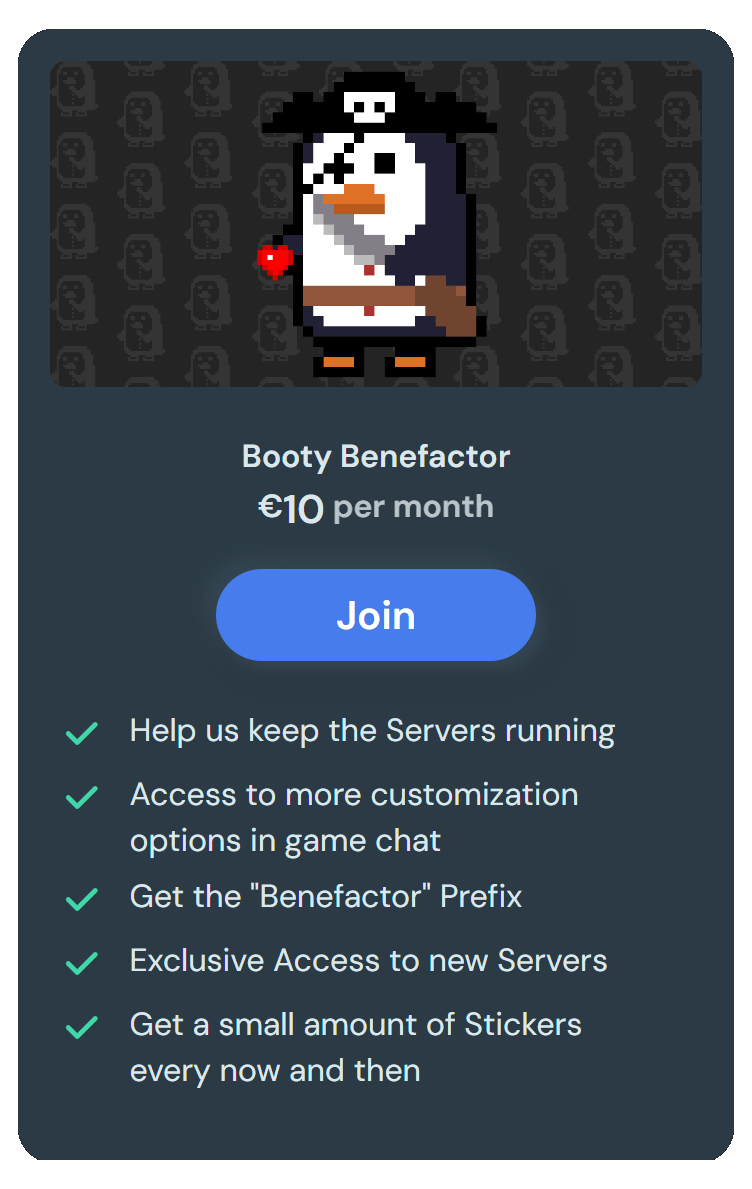 Booty Benefactor
€10 per month
Join
Help us keep the Servers running
Access to more customization
options in game chat
Get the "Benefactor" Prefix
Exclusive Access to new Servers
Get a small amount of Stickers
every now and then